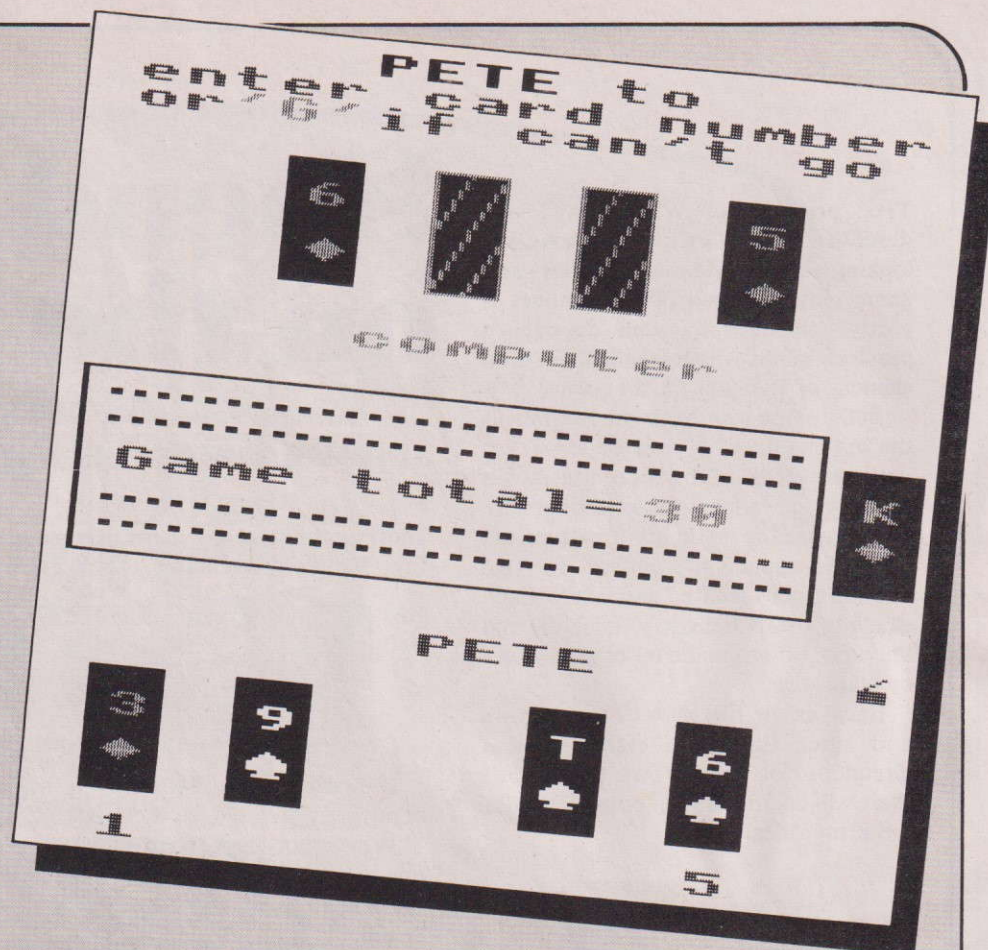 PETE to
enter card number
or 'G' if can't go
6
5
computer
Game total=30
K
PETE
3
9
T
6
1
5